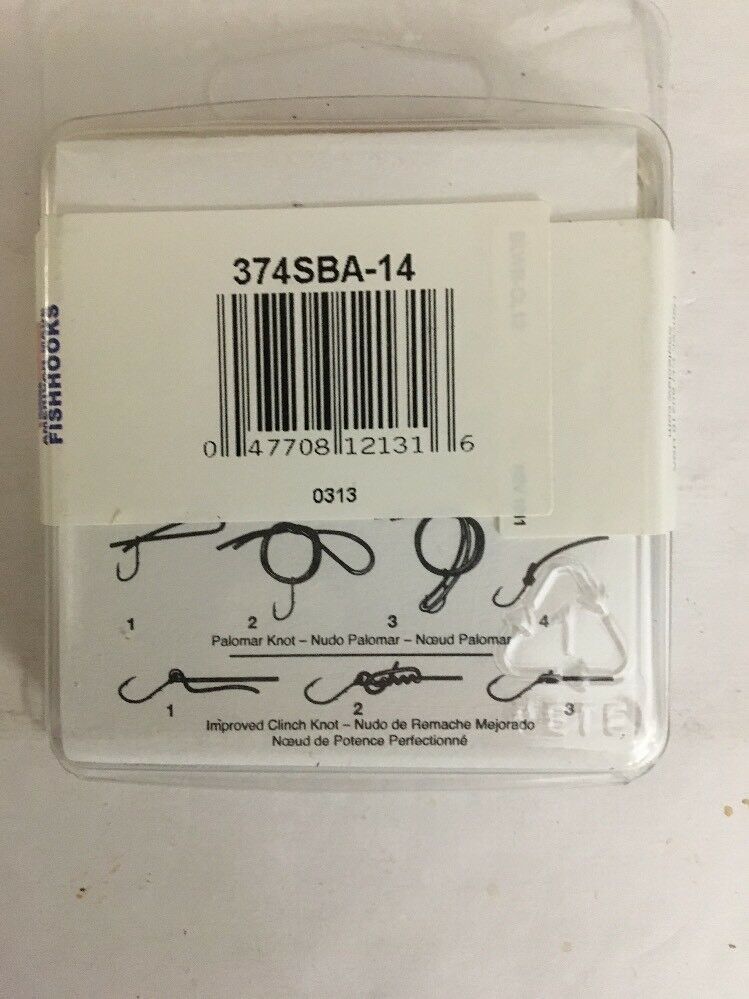 374SBA-14
0 47708 12131 6
0313
FISHHOOKS
1 2 3 4
Palomar Knot – Nudo Palomar – Nœud Palomar
1 2 3
Improved Clinch Knot – Nudo de Remache Mejorado
Nœud de Potence Perfectionné
1